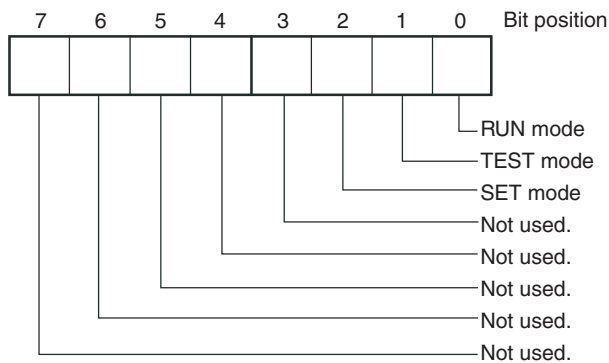 7 6 5 4 3 2 1 0 Bit position
RUN mode
TEST mode
SET mode
Not used.
Not used.
Not used.
Not used.
Not used.